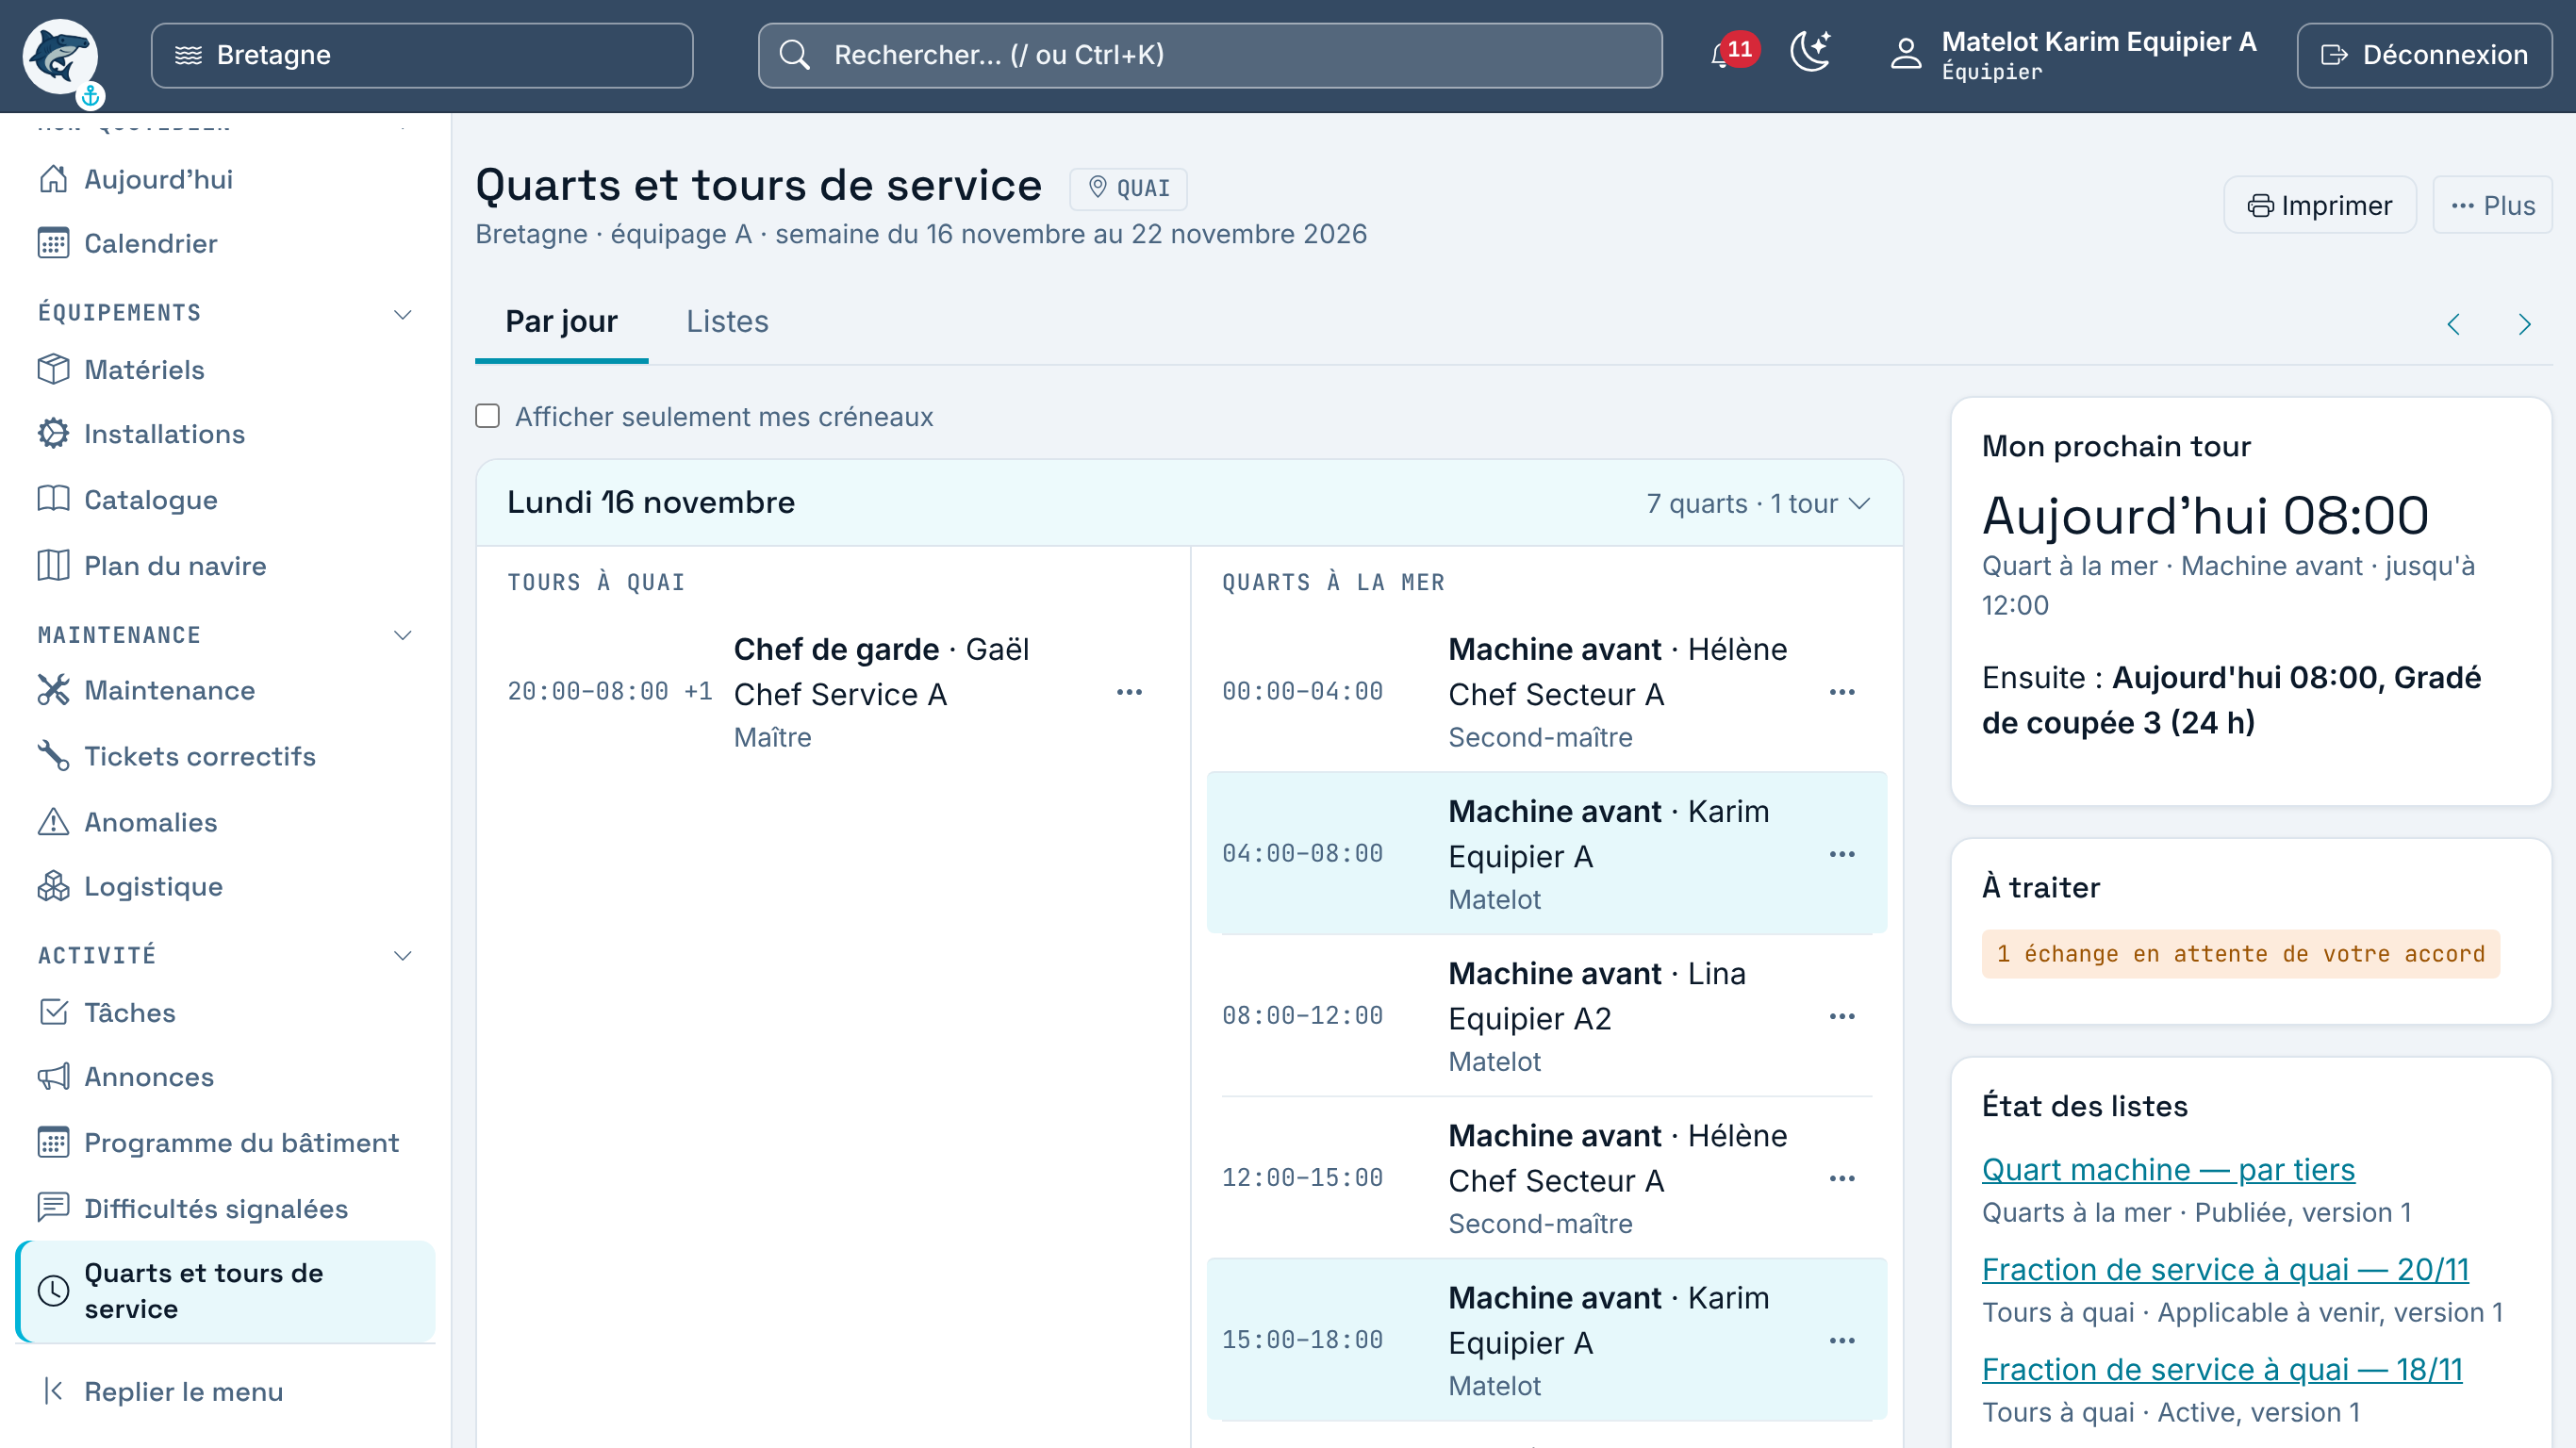 Bretagne
Rechercher... (/ ou Ctrl+K)
11
Matelot Karim Equipier A
Équipier
Déconnexion
Aujourd'hui
Calendrier
ÉQUIPEMENTS
Matériels
Installations
Catalogue
Plan du navire
MAINTENANCE
Maintenance
Tickets correctifs
Anomalies
Logistique
ACTIVITÉ
Tâches
Annonces
Programme du bâtiment
Difficultés signalées
Quarts et tours de
service
Replier le menu
Quarts et tours de service
QUAI
Bretagne · équipage A · semaine du 16 novembre au 22 novembre 2026
Imprimer
··· Plus
Par jour
Listes
Afficher seulement mes créneaux
Lundi 16 novembre
7 quarts · 1 tour
TOURS À QUAI
20:00–08:00 +1
Chef de garde · Gaël
Chef Service A
Maître
QUARTS À LA MER
00:00–04:00
Machine avant · Hélène
Chef Secteur A
Second-maître
04:00–08:00
Machine avant · Karim
Equipier A
Matelot
08:00–12:00
Machine avant · Lina
Equipier A2
Matelot
12:00–15:00
Machine avant · Hélène
Chef Secteur A
Second-maître
15:00–18:00
Machine avant · Karim
Equipier A
Matelot
Mon prochain tour
Aujourd'hui 08:00
Quart à la mer · Machine avant · jusqu'à
12:00
Ensuite : Aujourd'hui 08:00, Gradé
de coupée 3 (24 h)
À traiter
1 échange en attente de votre accord
État des listes
Quart machine — par tiers
Quarts à la mer · Publiée, version 1
Fraction de service à quai — 20/11
Tours à quai · Applicable à venir, version 1
Fraction de service à quai — 18/11
Tours à quai · Active, version 1